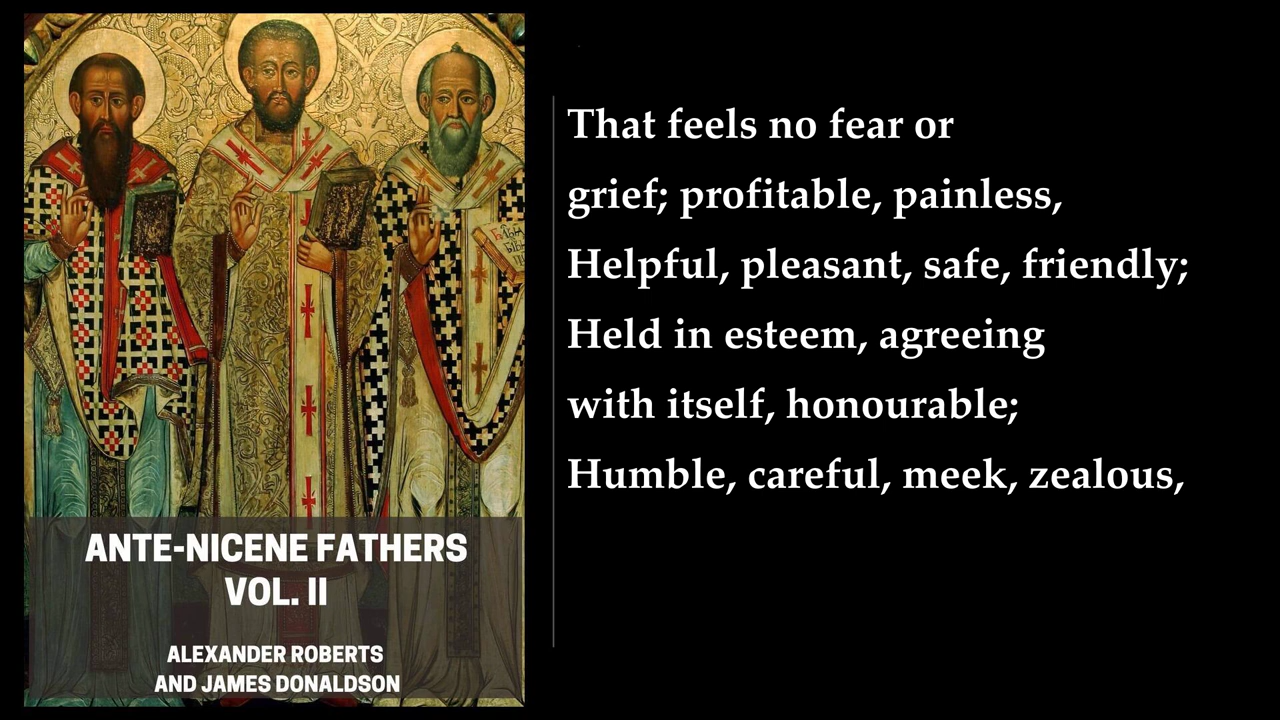 That feels no fear or
grief; profitable, painless,
Helpful, pleasant, safe, friendly;
Held in esteem, agreeing
with itself, honourable;
Humble, careful, meek, zealous,
ANTE-NICENE FATHERS
VOL. II
ALEXANDER ROBERTS
AND JAMES DONALDSON